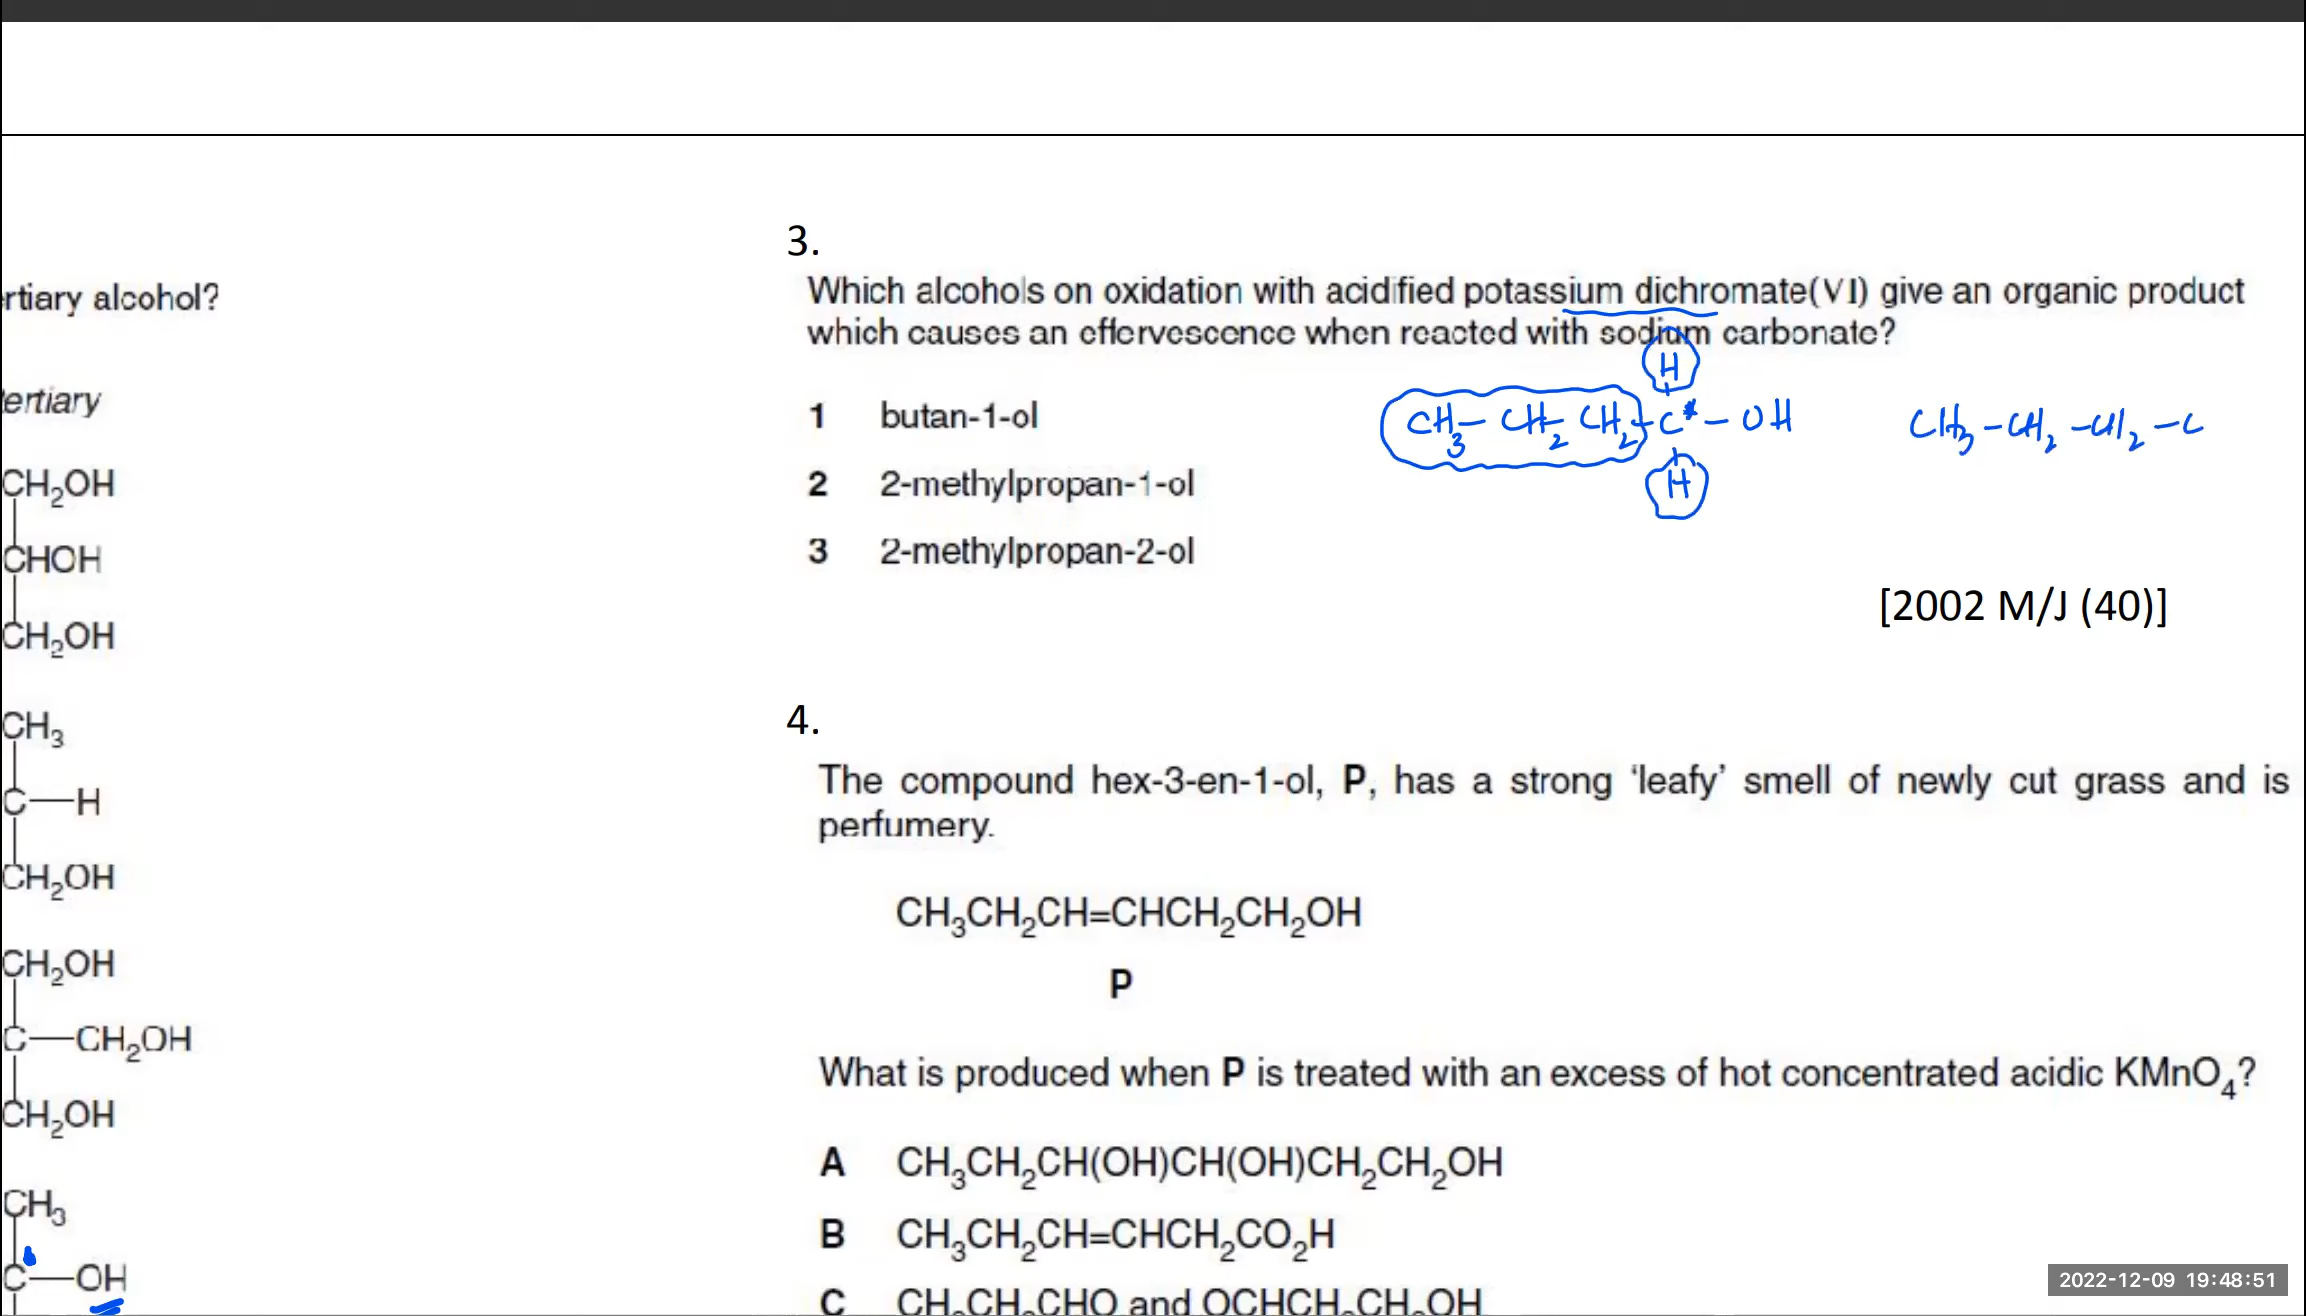 rtiary alcohol?
ertiary
CH₂OH
CHOH
CH₂OH
CH₃
C—H
CH₂OH
CH₂OH
C—CH₂OH
CH₂OH
CH₃
C—OH
3.
Which alcohols on oxidation with acidified potassium dichromate(VI) give an organic product
which causes an effervescence when reacted with sodium carbonate?
1 butan-1-ol
2 2-methylpropan-1-ol
3 2-methylpropan-2-ol
H
CH₃– CH₂ CH₂–C*– OH
H
CH₃–CH₂–CH₂–C
[2002 M/J (40)]
4.
The compound hex-3-en-1-ol, P, has a strong ‘leafy’ smell of newly cut grass and is
perfumery.
CH₃CH₂CH=CHCH₂CH₂OH
P
What is produced when P is treated with an excess of hot concentrated acidic KMnO₄?
A CH₃CH₂CH(OH)CH(OH)CH₂CH₂OH
B CH₃CH₂CH=CHCH₂CO₂H
C CH₃CH₂CHO and OCHCH₂CH₂OH
2022-12-09 19:48:51